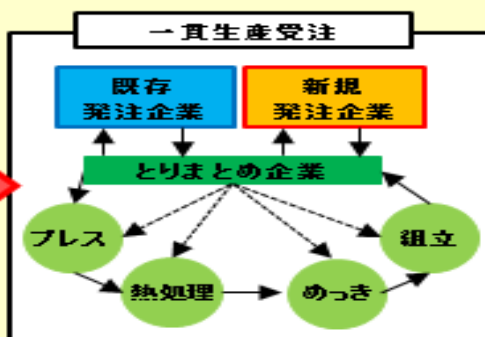 一貫生産受注
既存
発注企業
新規
発注企業
とりまとめ企業
プレス
組立
熱処理
めっき